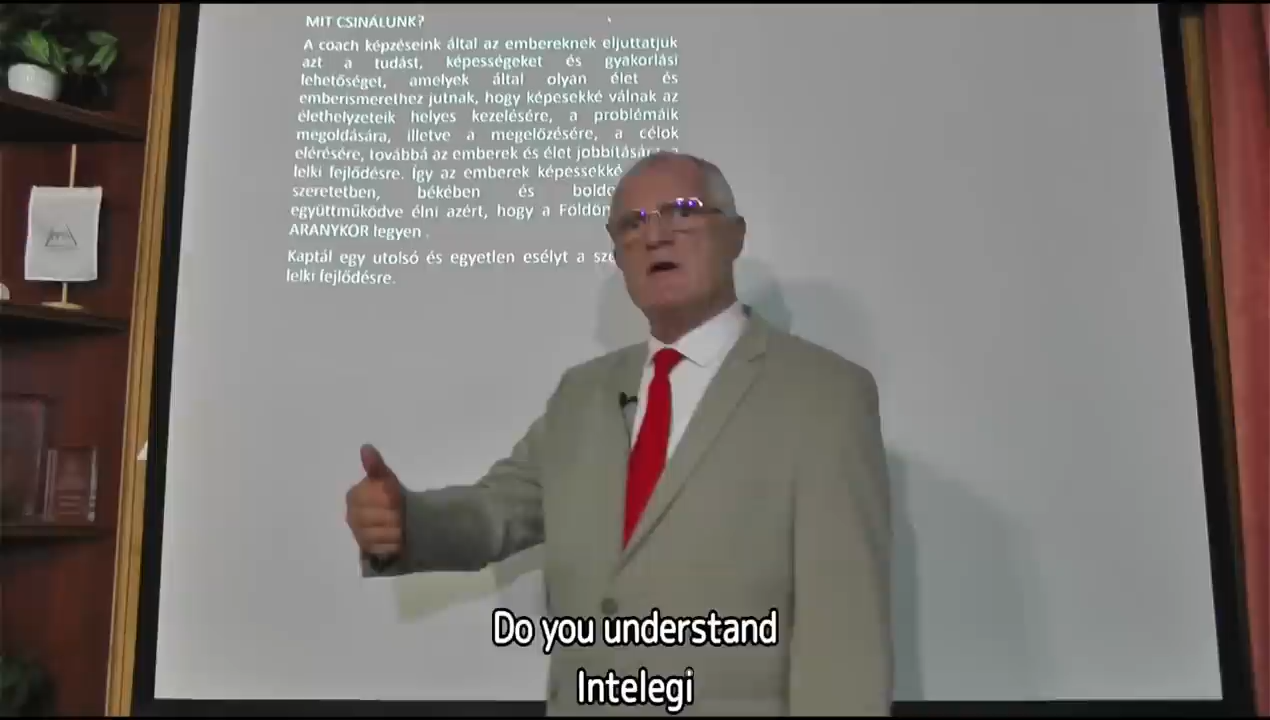 MIT CSINÁLUNK?
A coach képzéseink által az embereknek eljuttatjuk
azt a tudást, képességeket és gyakorlási
lehetőséget, amelyek által olyan élet és
emberismerethez jutnak, hogy képesekké válnak az
élethelyzeteik helyes kezelésére, a problémáik
megoldására, illetve a megelőzésére, a célok
elérésére, továbbá az emberek és élet jobbítására
lelki fejlődésre. Így az emberek képessekké
szeretetben, békében és
együttműködve élni azért, hogy a Földön
ARANYKOR legyen .
Kaptál egy utolsó és egyetlen esélyt a
lelki fejlődésre.
Do you understand
Intelegi